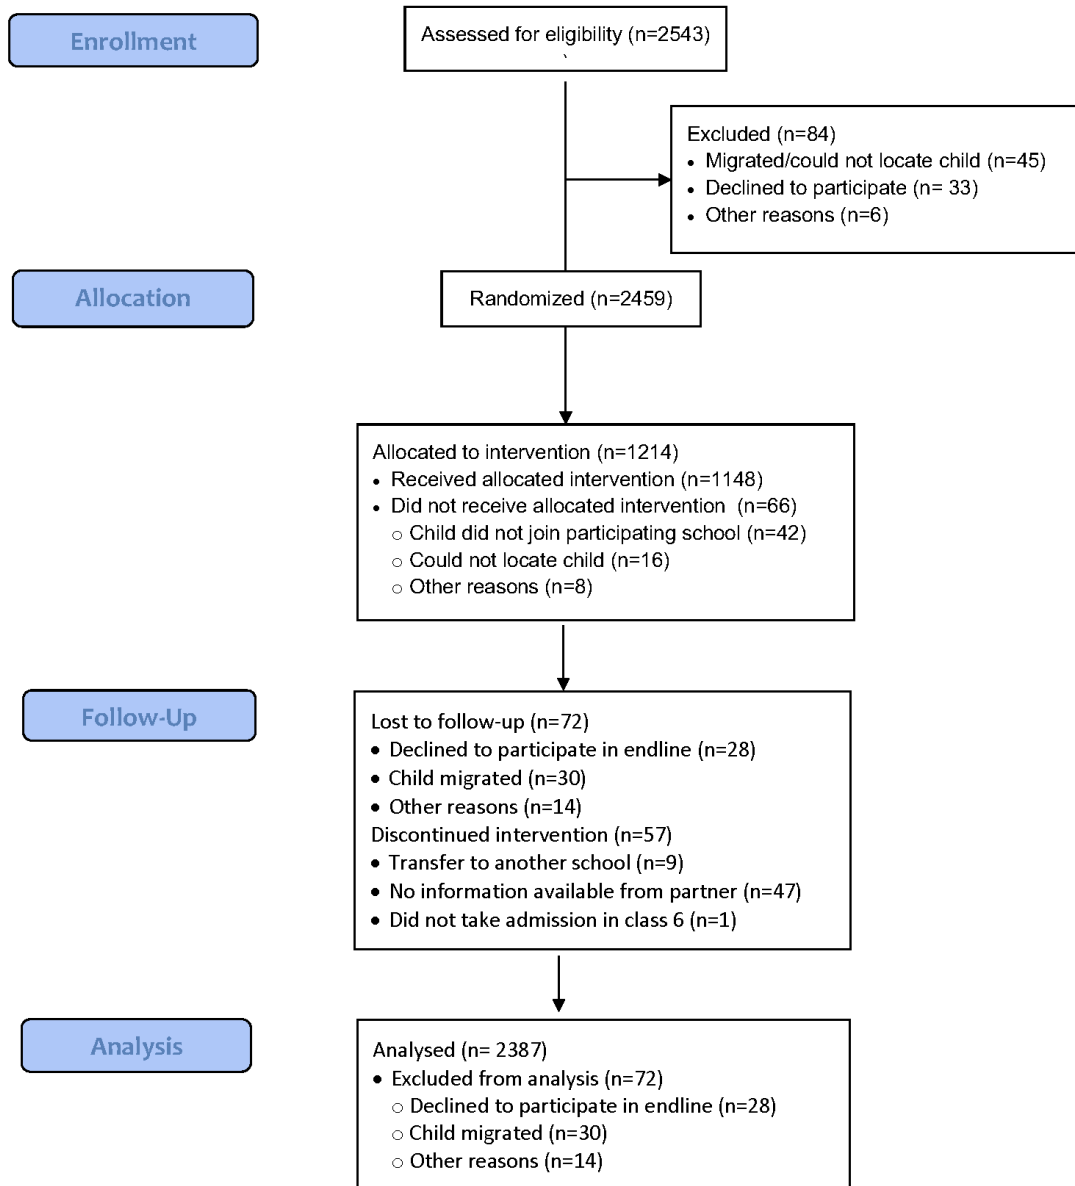 Enrollment
Assessed for eligibility (n=2543)
Excluded (n=84)
• Migrated/could not locate child (n=45)
• Declined to participate (n= 33)
• Other reasons (n=6)
Allocation
Randomized (n=2459)
Allocated to intervention (n=1214)
• Received allocated intervention (n=1148)
• Did not receive allocated intervention (n=66)
○ Child did not join participating school (n=42)
○ Could not locate child (n=16)
○ Other reasons (n=8)
Follow-Up
Lost to follow-up (n=72)
• Declined to participate in endline (n=28)
• Child migrated (n=30)
• Other reasons (n=14)
Discontinued intervention (n=57)
• Transfer to another school (n=9)
• No information available from partner (n=47)
• Did not take admission in class 6 (n=1)
Analysis
Analysed (n= 2387)
• Excluded from analysis (n=72)
○ Declined to participate in endline (n=28)
○ Child migrated (n=30)
○ Other reasons (n=14)